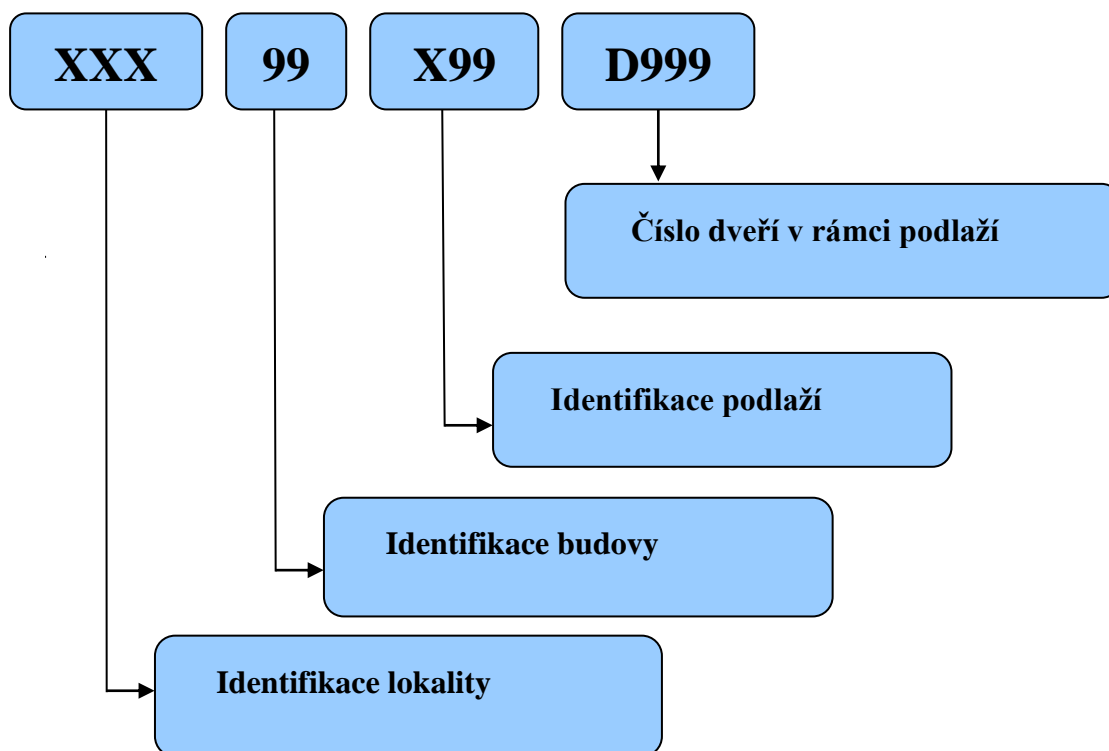 XXX 99 X99 D999
Číslo dveří v rámci podlaží
Identifikace podlaží
Identifikace budovy
Identifikace lokality